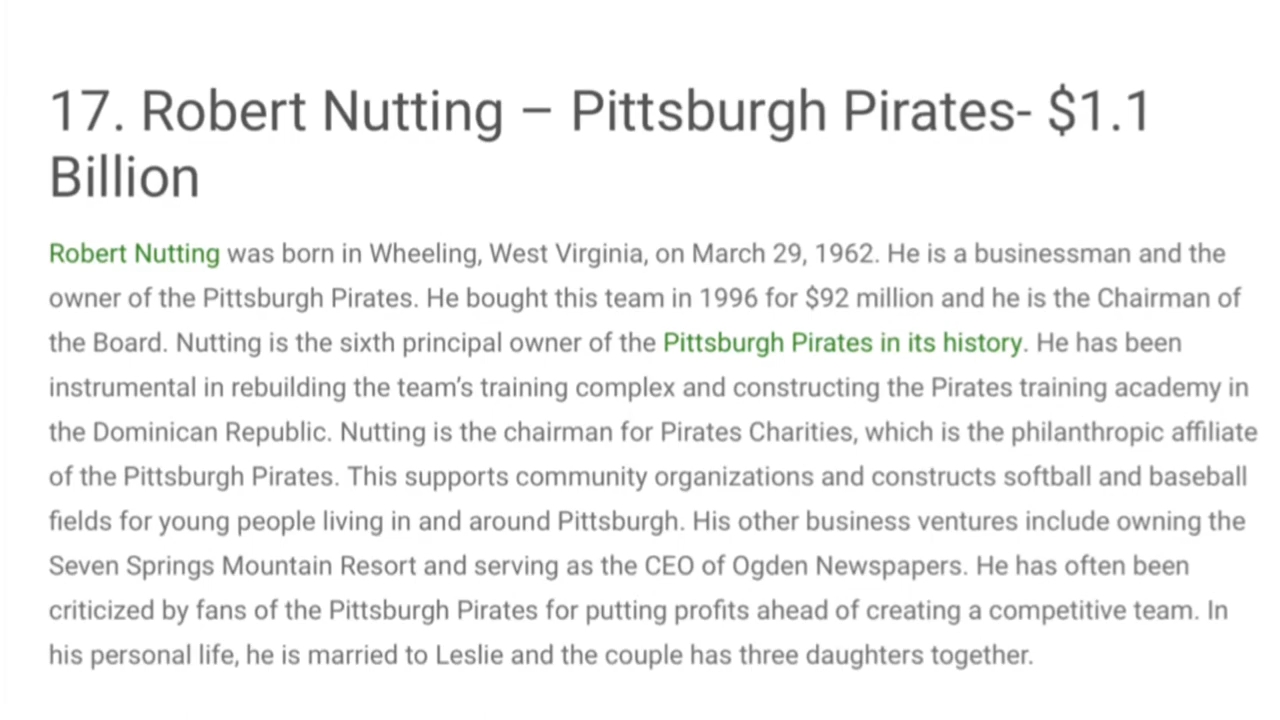 17. Robert Nutting – Pittsburgh Pirates- $1.1
Billion
Robert Nutting was born in Wheeling, West Virginia, on March 29, 1962. He is a businessman and the
owner of the Pittsburgh Pirates. He bought this team in 1996 for $92 million and he is the Chairman of
the Board. Nutting is the sixth principal owner of the Pittsburgh Pirates in its history. He has been
instrumental in rebuilding the team’s training complex and constructing the Pirates training academy in
the Dominican Republic. Nutting is the chairman for Pirates Charities, which is the philanthropic affiliate
of the Pittsburgh Pirates. This supports community organizations and constructs softball and baseball
fields for young people living in and around Pittsburgh. His other business ventures include owning the
Seven Springs Mountain Resort and serving as the CEO of Ogden Newspapers. He has often been
criticized by fans of the Pittsburgh Pirates for putting profits ahead of creating a competitive team. In
his personal life, he is married to Leslie and the couple has three daughters together.